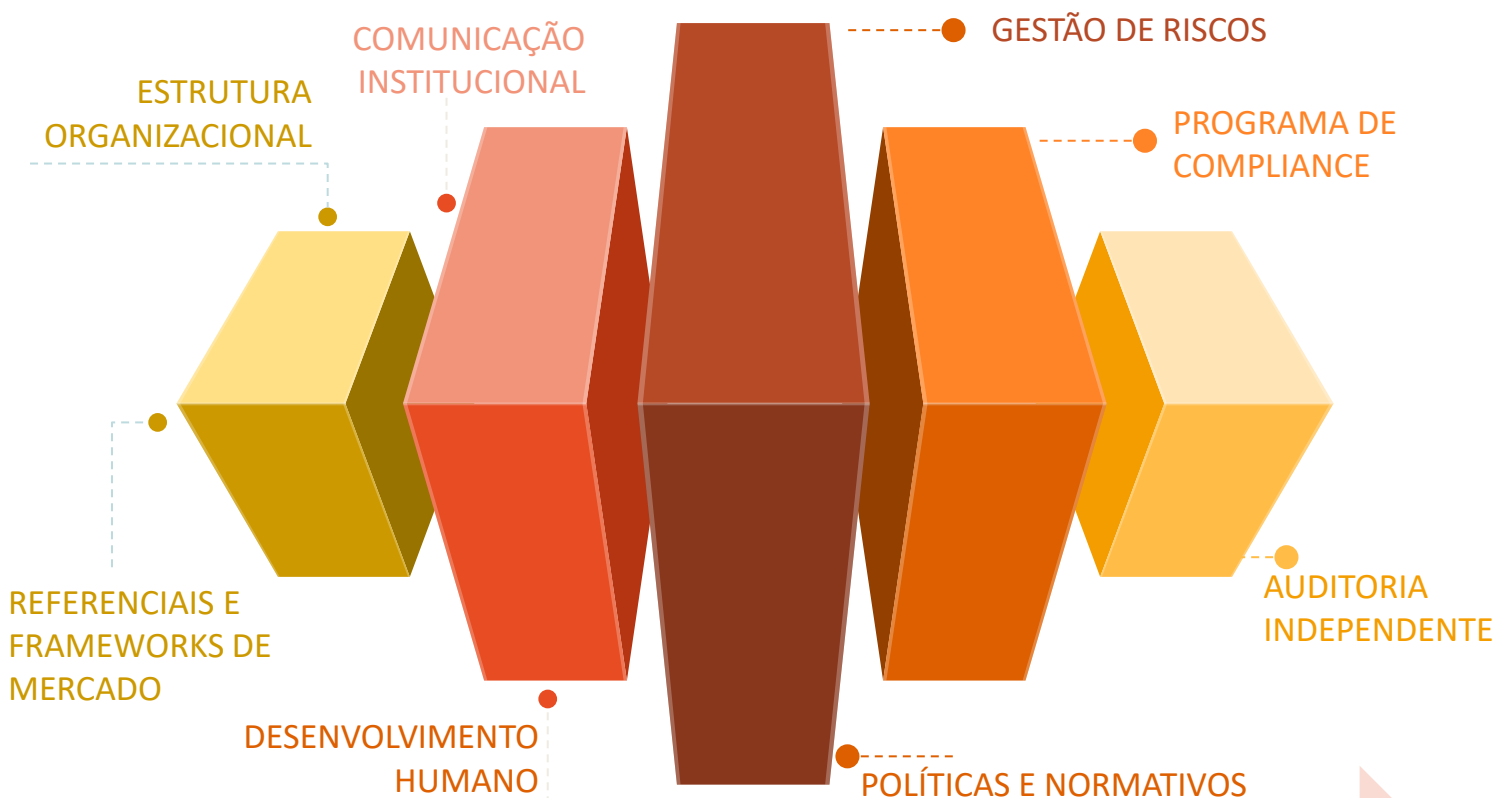 COMUNICAÇÃO
INSTITUCIONAL
GESTÃO DE RISCOS
ESTRUTURA
ORGANIZACIONAL
PROGRAMA DE
COMPLIANCE
REFERENCIAIS E
FRAMEWORKS DE
MERCADO
AUDITORIA
INDEPENDENTE
DESENVOLVIMENTO
HUMANO
POLÍTICAS E NORMATIVOS